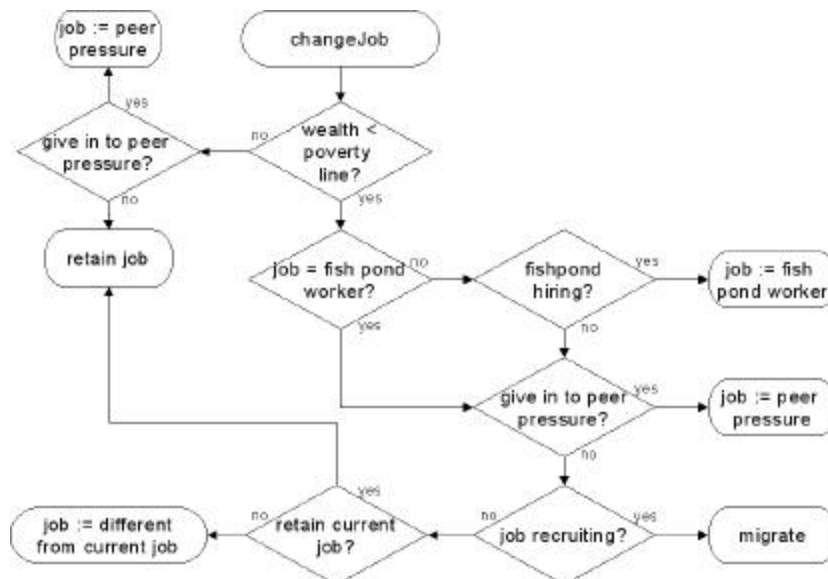 job := peer
pressure
changeJob
yes
give in to peer
pressure?
no
wealth <
poverty
line?
no
yes
retain job
job = fish pond
worker?
no
fishpond
hiring?
yes
job := fish
pond worker
yes
no
give in to peer
pressure?
yes
job := peer
pressure
no
job := different
from current job
no
retain current
job?
yes
no
job recruiting?
yes
migrate